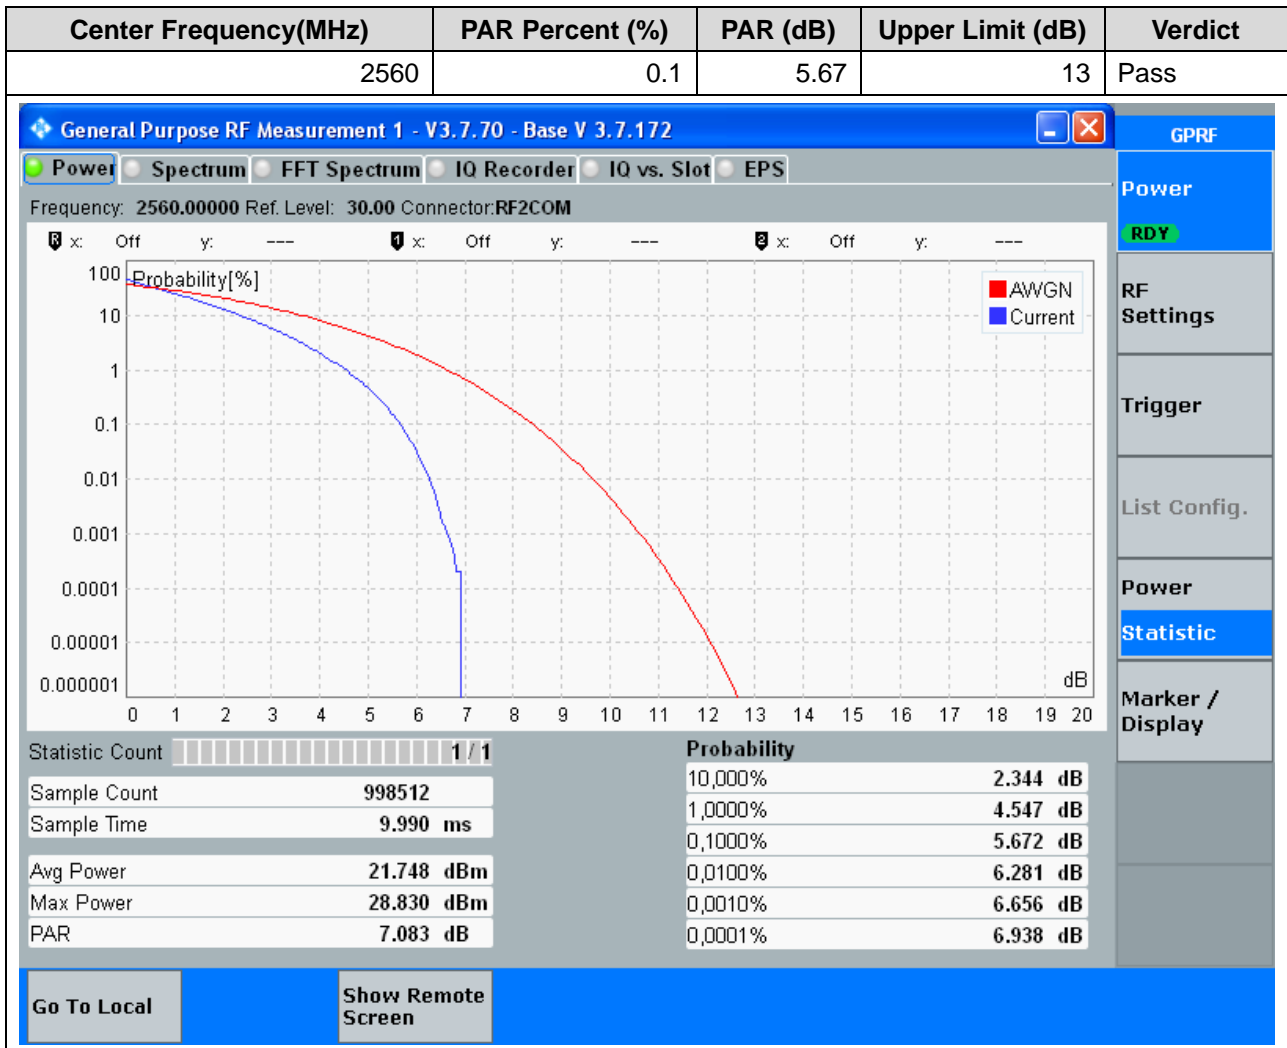 Center Frequency(MHz) PAR Percent (%) PAR (dB) Upper Limit (dB) Verdict
2560 0.1 5.67 13 Pass
General Purpose RF Measurement 1 - V3.7.70 - Base V 3.7.172
GPRF
Power Spectrum FFT Spectrum IQ Recorder IQ vs. Slot EPS
Power
RDY
Frequency: 2560.00000 Ref. Level: 30.00 Connector:RF2COM
R x: Off y: --- 1 x: Off y: --- 2 x: Off y: ---
Probability[%]
AWGN
Current
100
10
1
0.1
0.01
0.001
0.0001
0.00001
0.000001
dB
0 1 2 3 4 5 6 7 8 9 10 11 12 13 14 15 16 17 18 19 20
RF
Settings
Trigger
List Config.
Power
Statistic
Marker /
Display
Statistic Count 1 / 1
Sample Count 998512
Sample Time 9.990 ms
Avg Power 21.748 dBm
Max Power 28.830 dBm
PAR 7.083 dB
Probability
10,000% 2.344 dB
1,0000% 4.547 dB
0,1000% 5.672 dB
0,0100% 6.281 dB
0,0010% 6.656 dB
0,0001% 6.938 dB
Go To Local
Show Remote
Screen